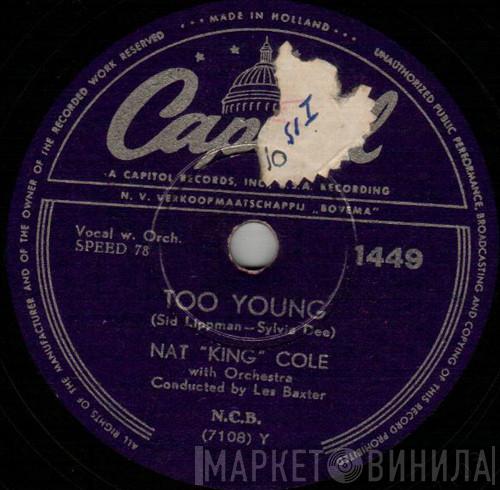 MADE IN HOLLAND
ALL RIGHTS OF THE MANUFACTURER AND OF THE OWNER OF THE RECORDED WORK RESERVED
UNAUTHORIZED PUBLIC PERFORMANCE, BROADCASTING AND COPYING OF THIS RECORD PROHIBITED
10 SI I
A CAPITOL RECORDS, RECORDING
N. V. VERKOOPMAATSCHAPPIJ „BOVEMA"
Vocal w. Orch.
SPEED 78
1449
TOO YOUNG
(Sid Lippman—Sylvia Dee)
NAT "KING" COLE
with Orchestra
Conducted by Les Baxter
N.C.B.
(7108) Y
МАРКЕТ ВИНИЛА